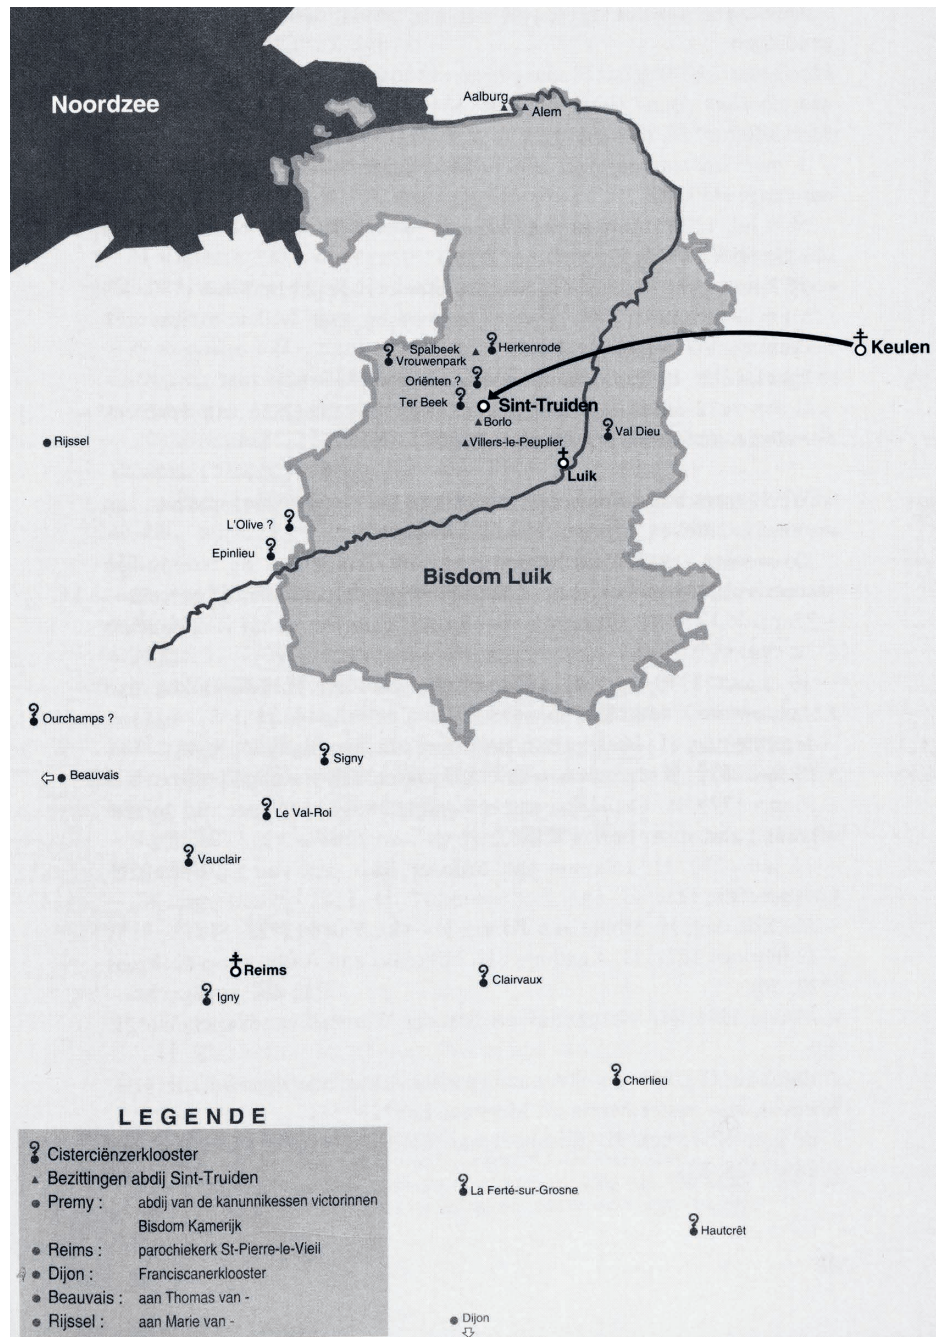 Noordzee
Aalburg
Alem
Spalbeek
Herkenrode
Vrouwenpark
Keulen
Oriënten ?
Ter Beek
Sint-Truiden
Borlo
Val Dieu
Rijssel
Villers-le-Peuplier
Luik
L'Olive ?
Epinlieu
Bisdom Luik
Ourchamps ?
Signy
Beauvais
Le Val-Roi
Vauclair
Reims
Igny
Clairvaux
Cherlieu
La Ferté-sur-Grosne
Hautcrêt
Dijon
LEGENDE
Cisterciënzerklooster
Bezittingen abdij Sint-Truiden
Premy : abdij van de kanunnikessen victorinnen
Bisdom Kamerijk
Reims : parochiekerk St-Pierre-le-Vieil
Dijon : Franciscanerklooster
Beauvais : aan Thomas van -
Rijssel : aan Marie van -